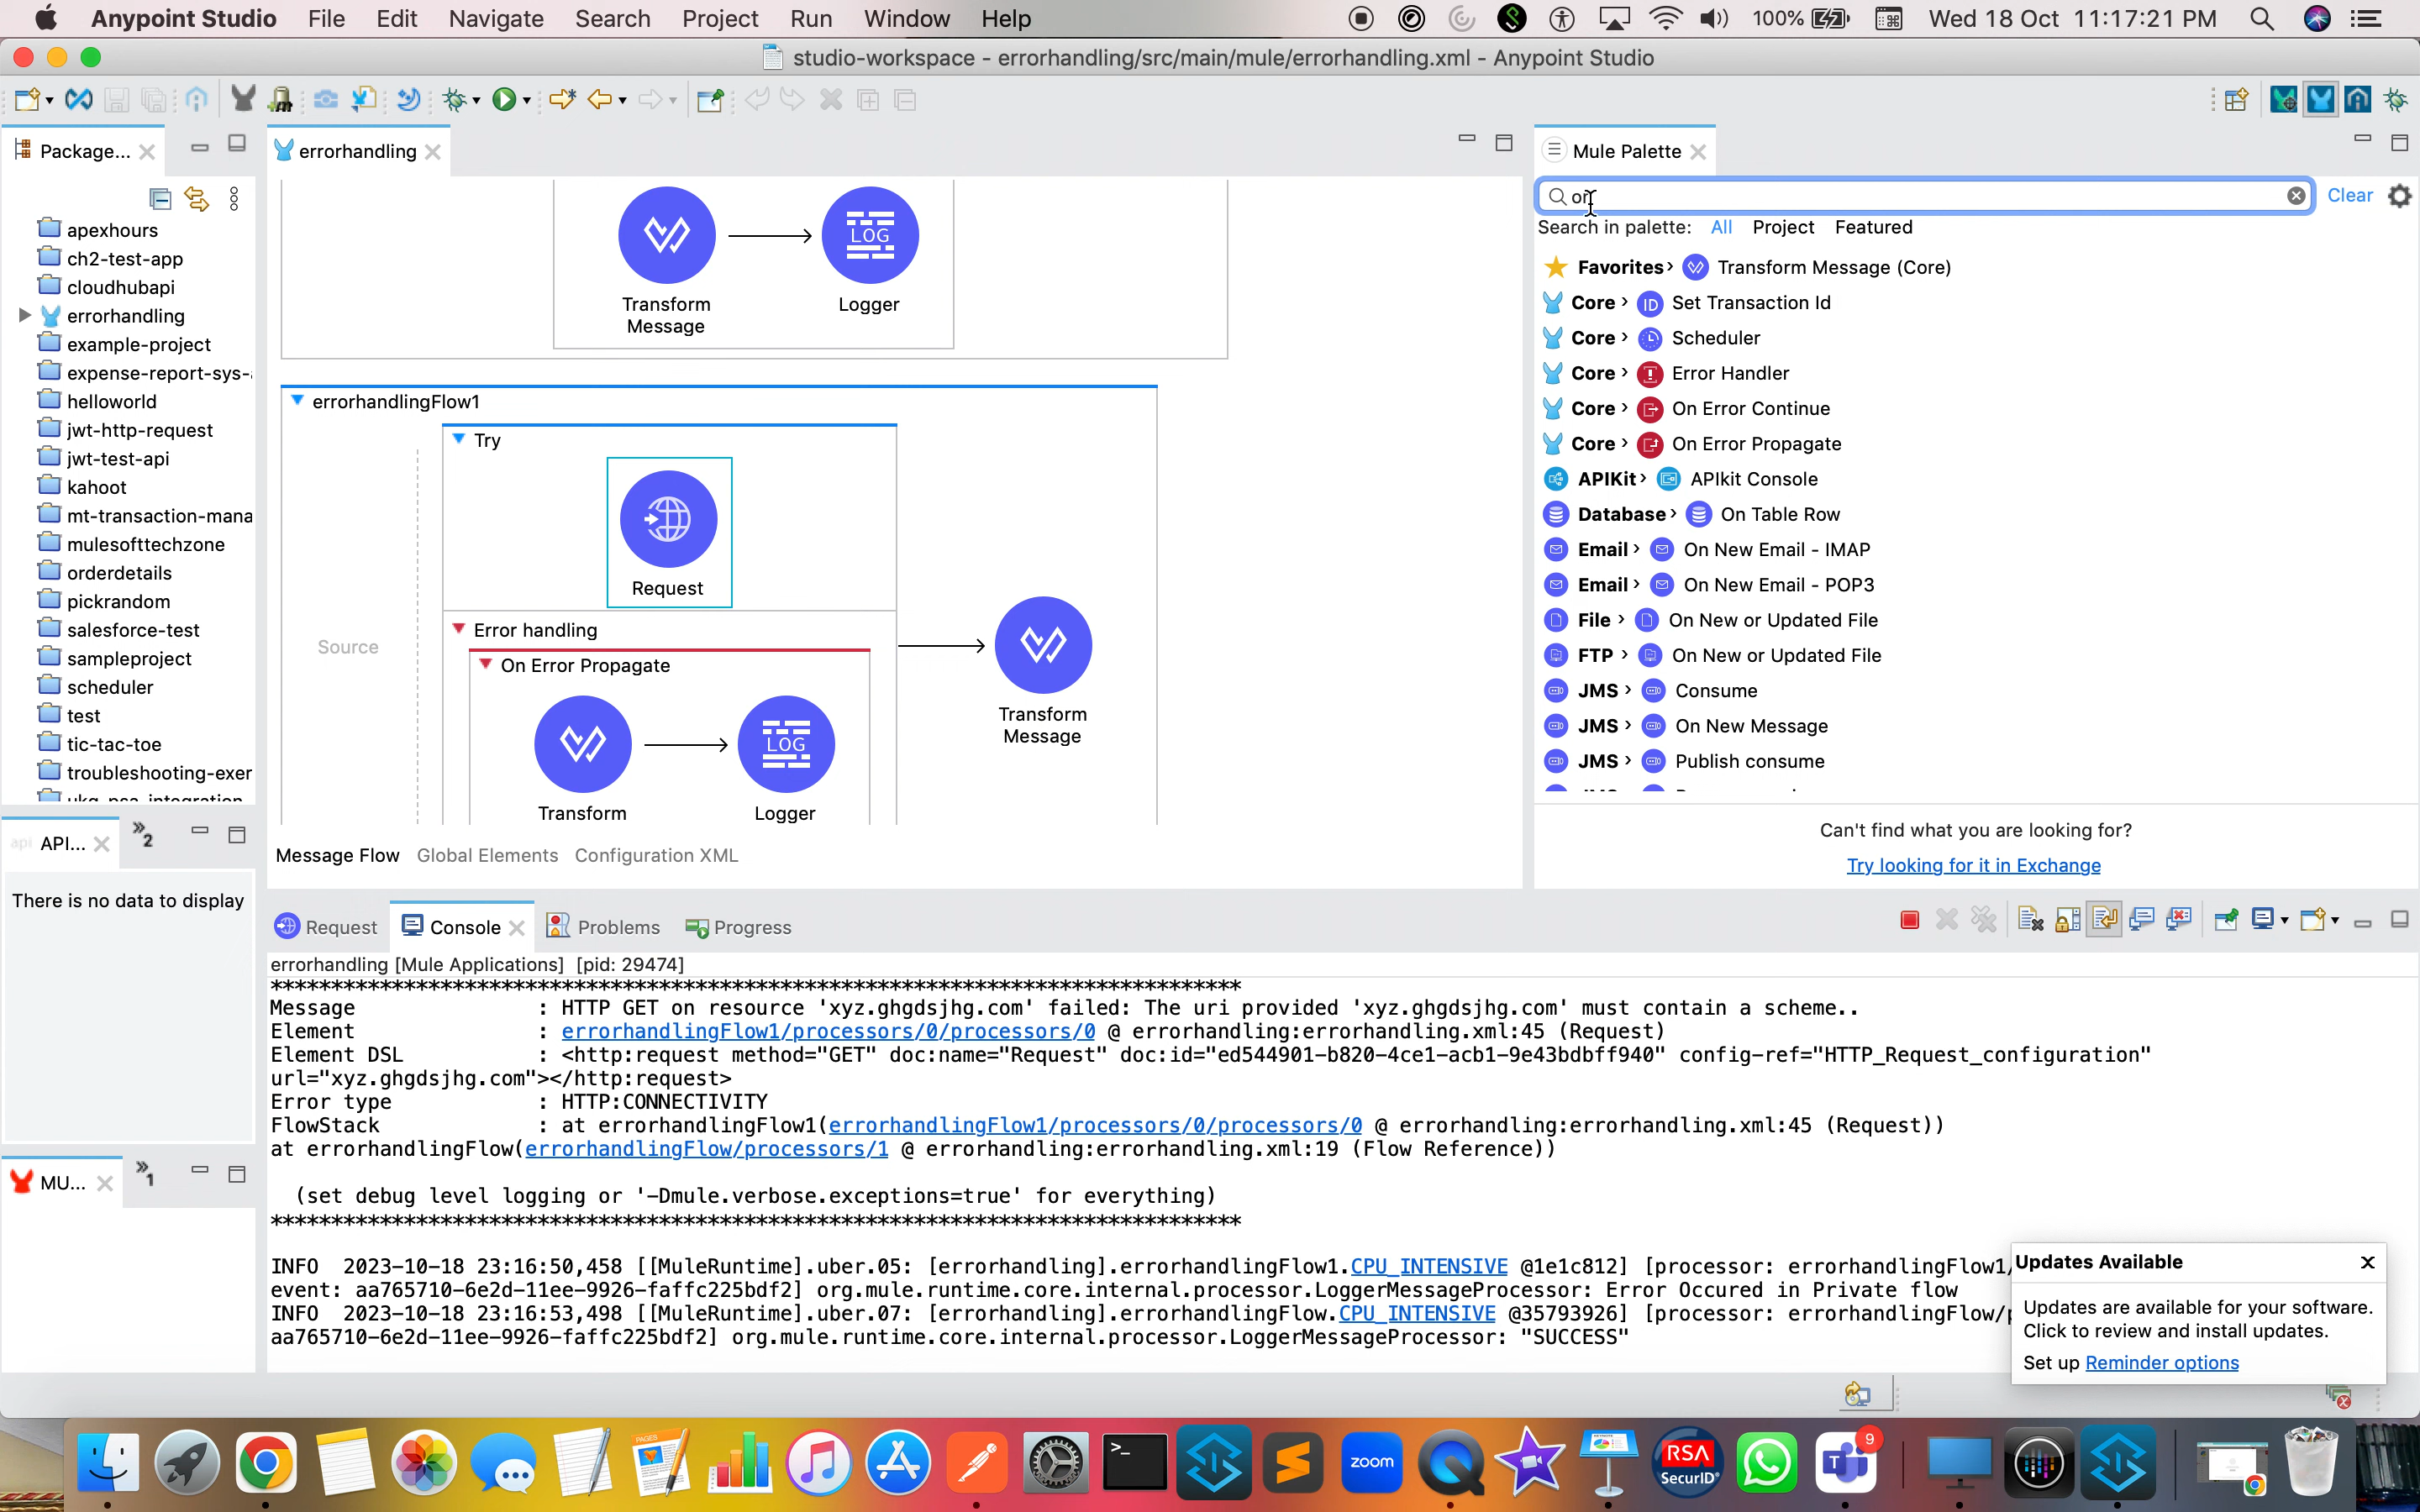 Anypoint Studio File Edit Navigate Search Project Run Window Help 100% Wed 18 Oct 11:17:21 PM
studio-workspace - errorhandling/src/main/mule/errorhandling.xml - Anypoint Studio
Package...
apexhours
ch2-test-app
cloudhubapi
errorhandling
example-project
expense-report-sys-
helloworld
jwt-http-request
jwt-test-api
kahoot
mt-transaction-mana
mulesofttechzone
orderdetails
pickrandom
salesforce-test
sampleproject
scheduler
test
tic-tac-toe
troubleshooting-exer
ukg-psa-integration
API...
2
There is no data to display
MU...
1
errorhandling
Transform
Message
LOG
Logger
errorhandlingFlow1
Try
Request
Source
Error handling
On Error Propagate
Transform
LOG
Logger
Transform
Message
Message Flow Global Elements Configuration XML
Mule Palette
on
Clear
Search in palette: All Project Featured
Favorites> Transform Message (Core)
Core > ID Set Transaction Id
Core > Scheduler
Core > Error Handler
Core > On Error Continue
Core > On Error Propagate
APIKit> APIkit Console
Database> On Table Row
Email> On New Email - IMAP
Email> On New Email - POP3
File > On New or Updated File
FTP > On New or Updated File
JMS > Consume
JMS > On New Message
JMS > Publish consume
Can't find what you are looking for?
Try looking for it in Exchange
Request Console Problems Progress
errorhandling [Mule Applications] [pid: 29474]
********************************************************************************
Message : HTTP GET on resource 'xyz.ghgdsjhg.com' failed: The uri provided 'xyz.ghgdsjhg.com' must contain a scheme..
Element : errorhandlingFlow1/processors/0/processors/0 @ errorhandling:errorhandling.xml:45 (Request)
Element DSL : <http:request method="GET" doc:name="Request" doc:id="ed544901-b820-4ce1-acb1-9e43bdbff940" config-ref="HTTP_Request_configuration"
url="xyz.ghgdsjhg.com"></http:request>
Error type : HTTP:CONNECTIVITY
FlowStack : at errorhandlingFlow1(errorhandlingFlow1/processors/0/processors/0 @ errorhandling:errorhandling.xml:45 (Request))
at errorhandlingFlow(errorhandlingFlow/processors/1 @ errorhandling:errorhandling.xml:19 (Flow Reference))
(set debug level logging or '-Dmule.verbose.exceptions=true' for everything)
********************************************************************************
INFO 2023-10-18 23:16:50,458 [[MuleRuntime].uber.05: [errorhandling].errorhandlingFlow1.CPU_INTENSIVE @1e1c812] [processor: errorhandlingFlow1/
event: aa765710-6e2d-11ee-9926-faffc225bdf2] org.mule.runtime.core.internal.processor.LoggerMessageProcessor: Error Occured in Private flow
INFO 2023-10-18 23:16:53,498 [[MuleRuntime].uber.07: [errorhandling].errorhandlingFlow.CPU_INTENSIVE @35793926] [processor: errorhandlingFlow/p
aa765710-6e2d-11ee-9926-faffc225bdf2] org.mule.runtime.core.internal.processor.LoggerMessageProcessor: "SUCCESS"
Updates Available
Updates are available for your software.
Click to review and install updates.
Set up Reminder options
PAGES
zoom
RSA
SecurID
9